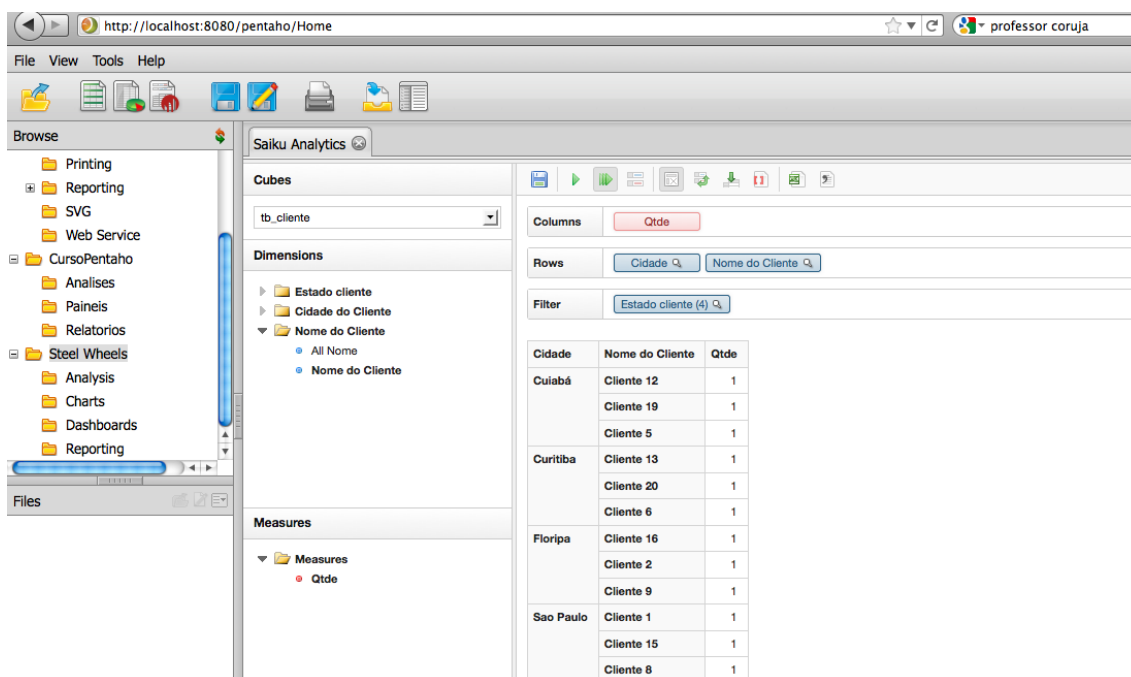 http://localhost:8080/pentaho/Home
professor coruja
File View Tools Help
Browse
Printing
Reporting
SVG
Web Service
CursoPentaho
Analises
Paineis
Relatorios
Steel Wheels
Analysis
Charts
Dashboards
Reporting
Files
Saiku Analytics
Cubes
tb_cliente
Dimensions
Estado cliente
Cidade do Cliente
Nome do Cliente
All Nome
Nome do Cliente
Measures
Measures
Qtde
Columns Qtde
Rows Cidade Nome do Cliente
Filter Estado cliente (4)
Cidade Nome do Cliente Qtde
Cuiabá Cliente 12 1
Cliente 19 1
Cliente 5 1
Curitiba Cliente 13 1
Cliente 20 1
Cliente 6 1
Floripa Cliente 16 1
Cliente 2 1
Cliente 9 1
Sao Paulo Cliente 1 1
Cliente 15 1
Cliente 8 1